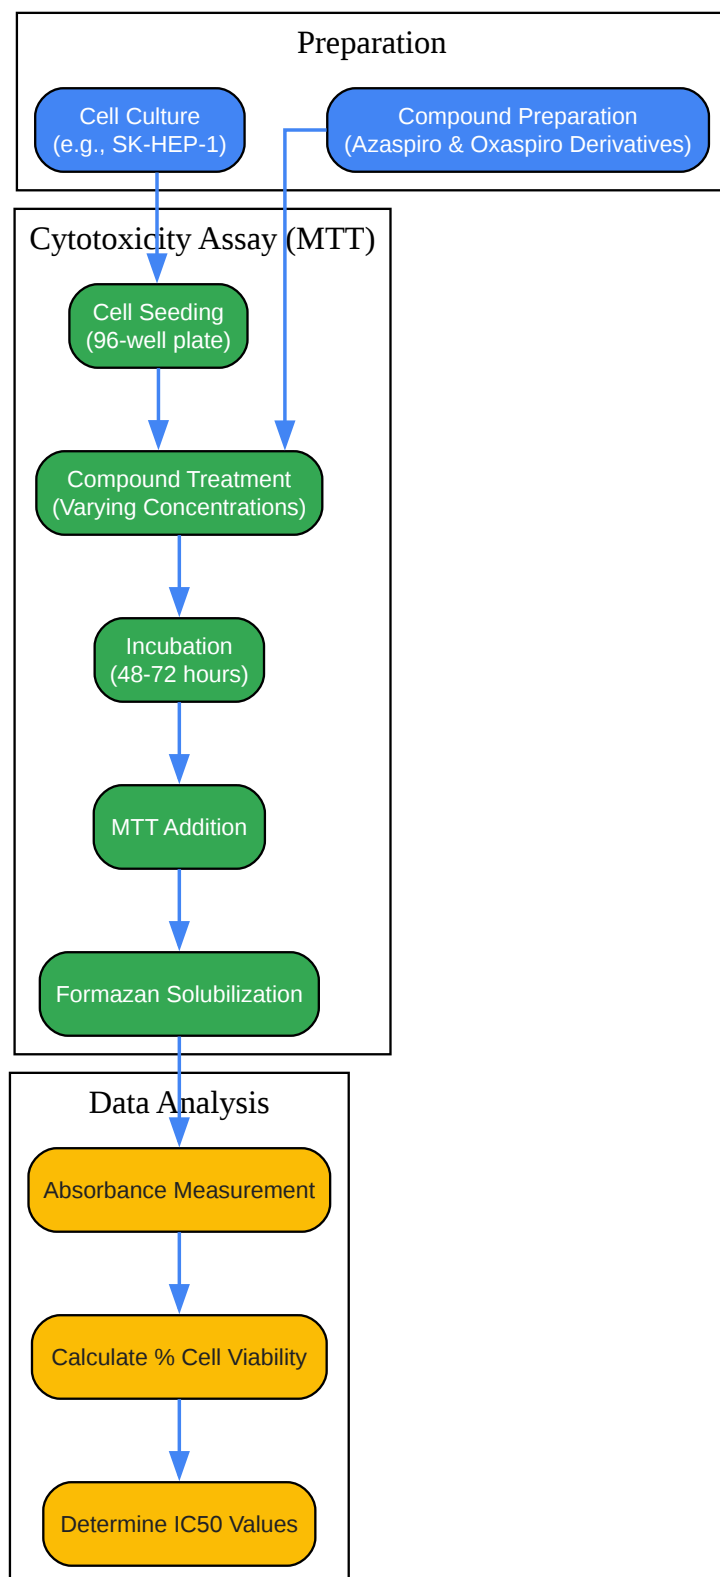 Preparation
Cell Culture
(e.g., SK-HEP-1)
Compound Preparation
(Azaspiro & Oxaspiro Derivatives)
Cytotoxicity Assay (MTT)
Cell Seeding
(96-well plate)
Compound Treatment
(Varying Concentrations)
Incubation
(48-72 hours)
MTT Addition
Formazan Solubilization
Data Analysis
Absorbance Measurement
Calculate % Cell Viability
Determine IC50 Values